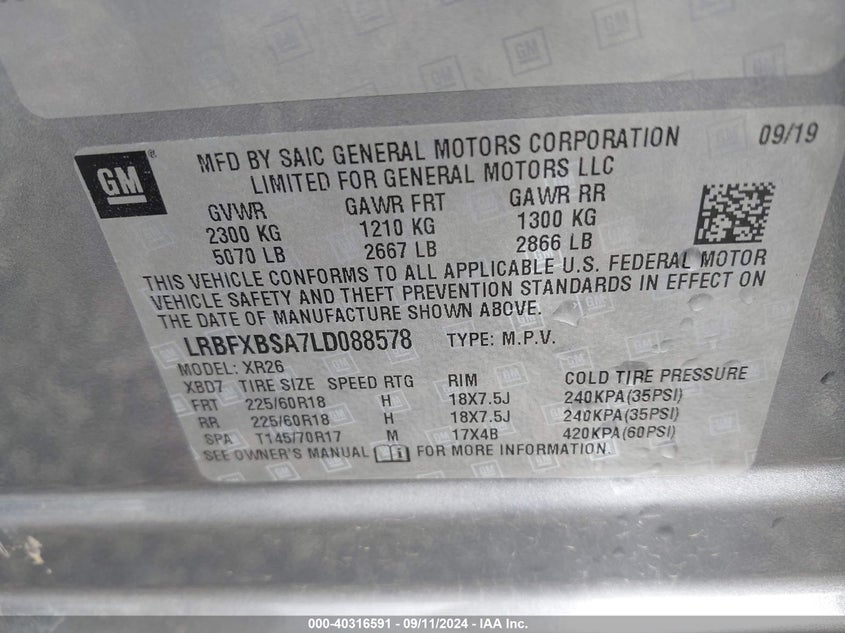 GM
MFD BY SAIC GENERAL MOTORS CORPORATION 09/19
LIMITED FOR GENERAL MOTORS LLC
GVWR GAWR FRT GAWR RR
2300 KG 1210 KG 1300 KG
5070 LB 2667 LB 2866 LB
THIS VEHICLE CONFORMS TO ALL APPLICABLE U.S. FEDERAL MOTOR
VEHICLE SAFETY AND THEFT PREVENTION STANDARDS IN EFFECT ON
THE DATE OF MANUFACTURE SHOWN ABOVE.
LRBFXBSA7LD088578 TYPE: M.P.V.
MODEL: XR26
XBD7 TIRE SIZE SPEED RTG RIM COLD TIRE PRESSURE
FRT 225/60R18 H 18X7.5J 240KPA(35PSI)
RR 225/60R18 H 18X7.5J 240KPA(35PSI)
SPA T145/70R17 M 17X4B 420KPA(60PSI)
SEE OWNER'S MANUAL i FOR MORE INFORMATION.
000-40316591 - 09/11/2024 - IAA Inc.